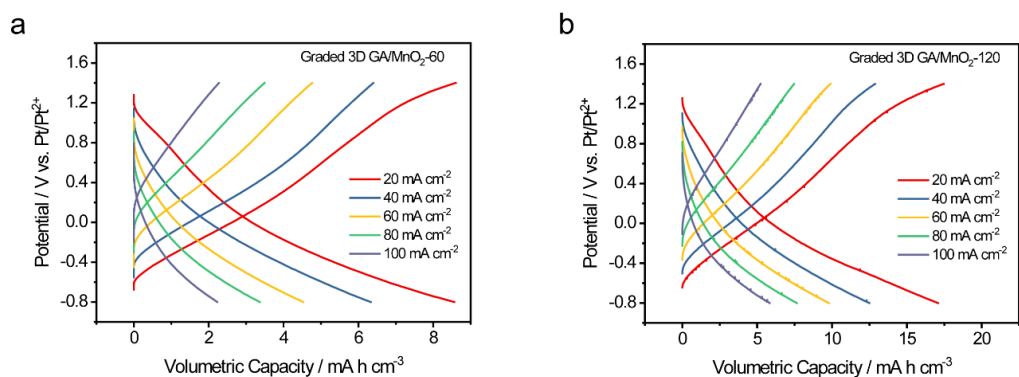 a
Graded 3D GA/MnO₂-60
1.6
1.2
0.8
0.4
0.0
-0.4
-0.8
Potential / V vs. Pt/Pt²⁺
20 mA cm⁻²
40 mA cm⁻²
60 mA cm⁻²
80 mA cm⁻²
100 mA cm⁻²
0 2 4 6 8
Volumetric Capacity / mA h cm⁻³
b
Graded 3D GA/MnO₂-120
1.6
1.2
0.8
0.4
0.0
-0.4
-0.8
Potential / V vs. Pt/Pt²⁺
20 mA cm⁻²
40 mA cm⁻²
60 mA cm⁻²
80 mA cm⁻²
100 mA cm⁻²
0 5 10 15 20
Volumetric Capacity / mA h cm⁻³